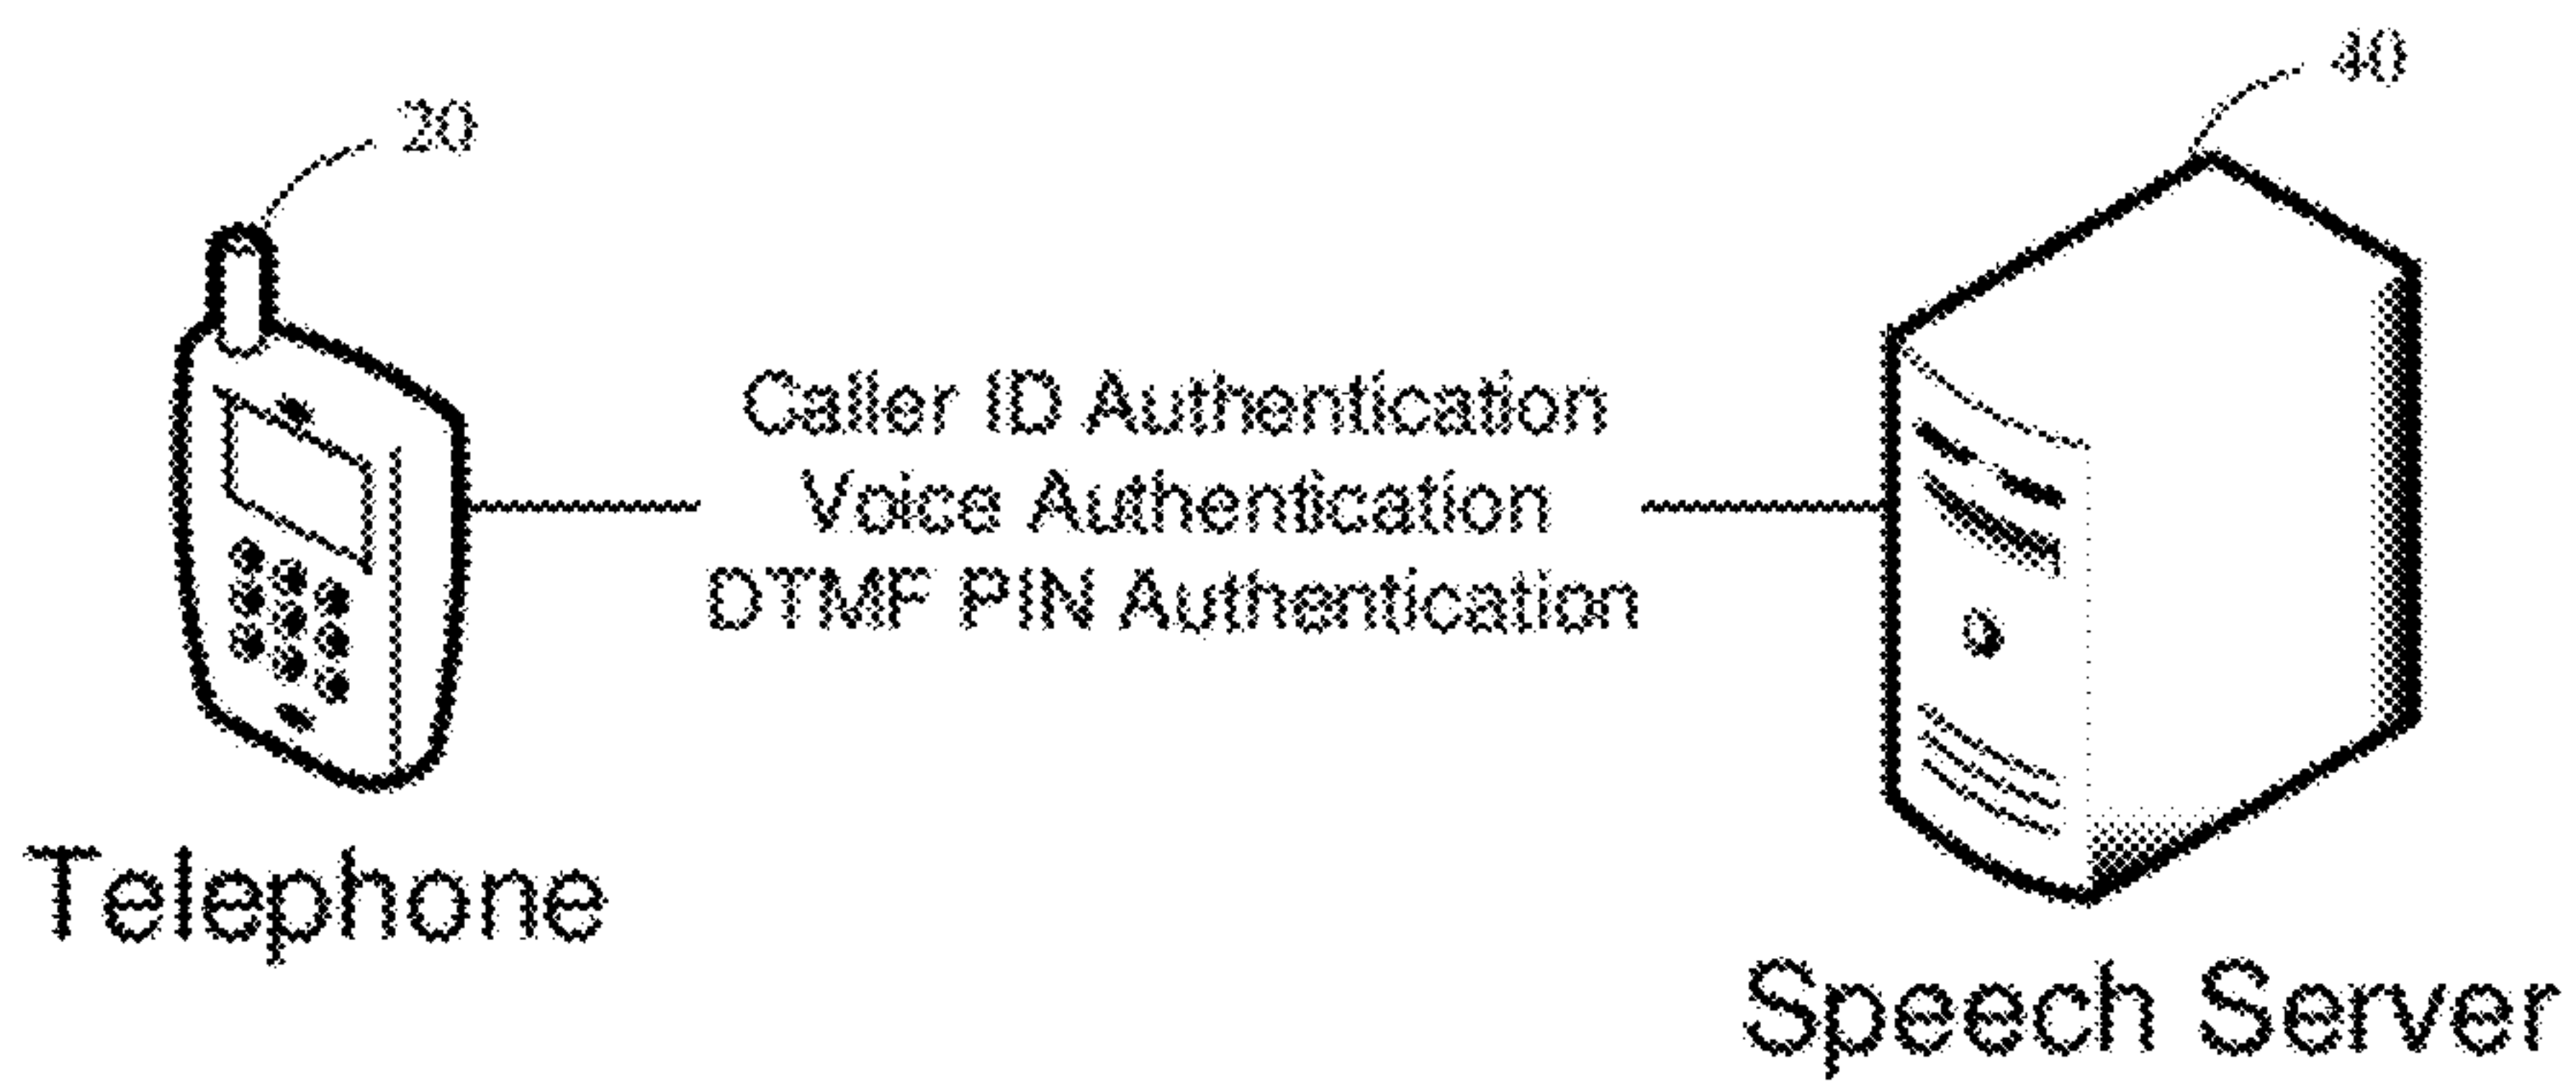 20
40
Caller ID Authentication
Voice Authentication
DTMF PIN Authentication
Telephone
Speech Server